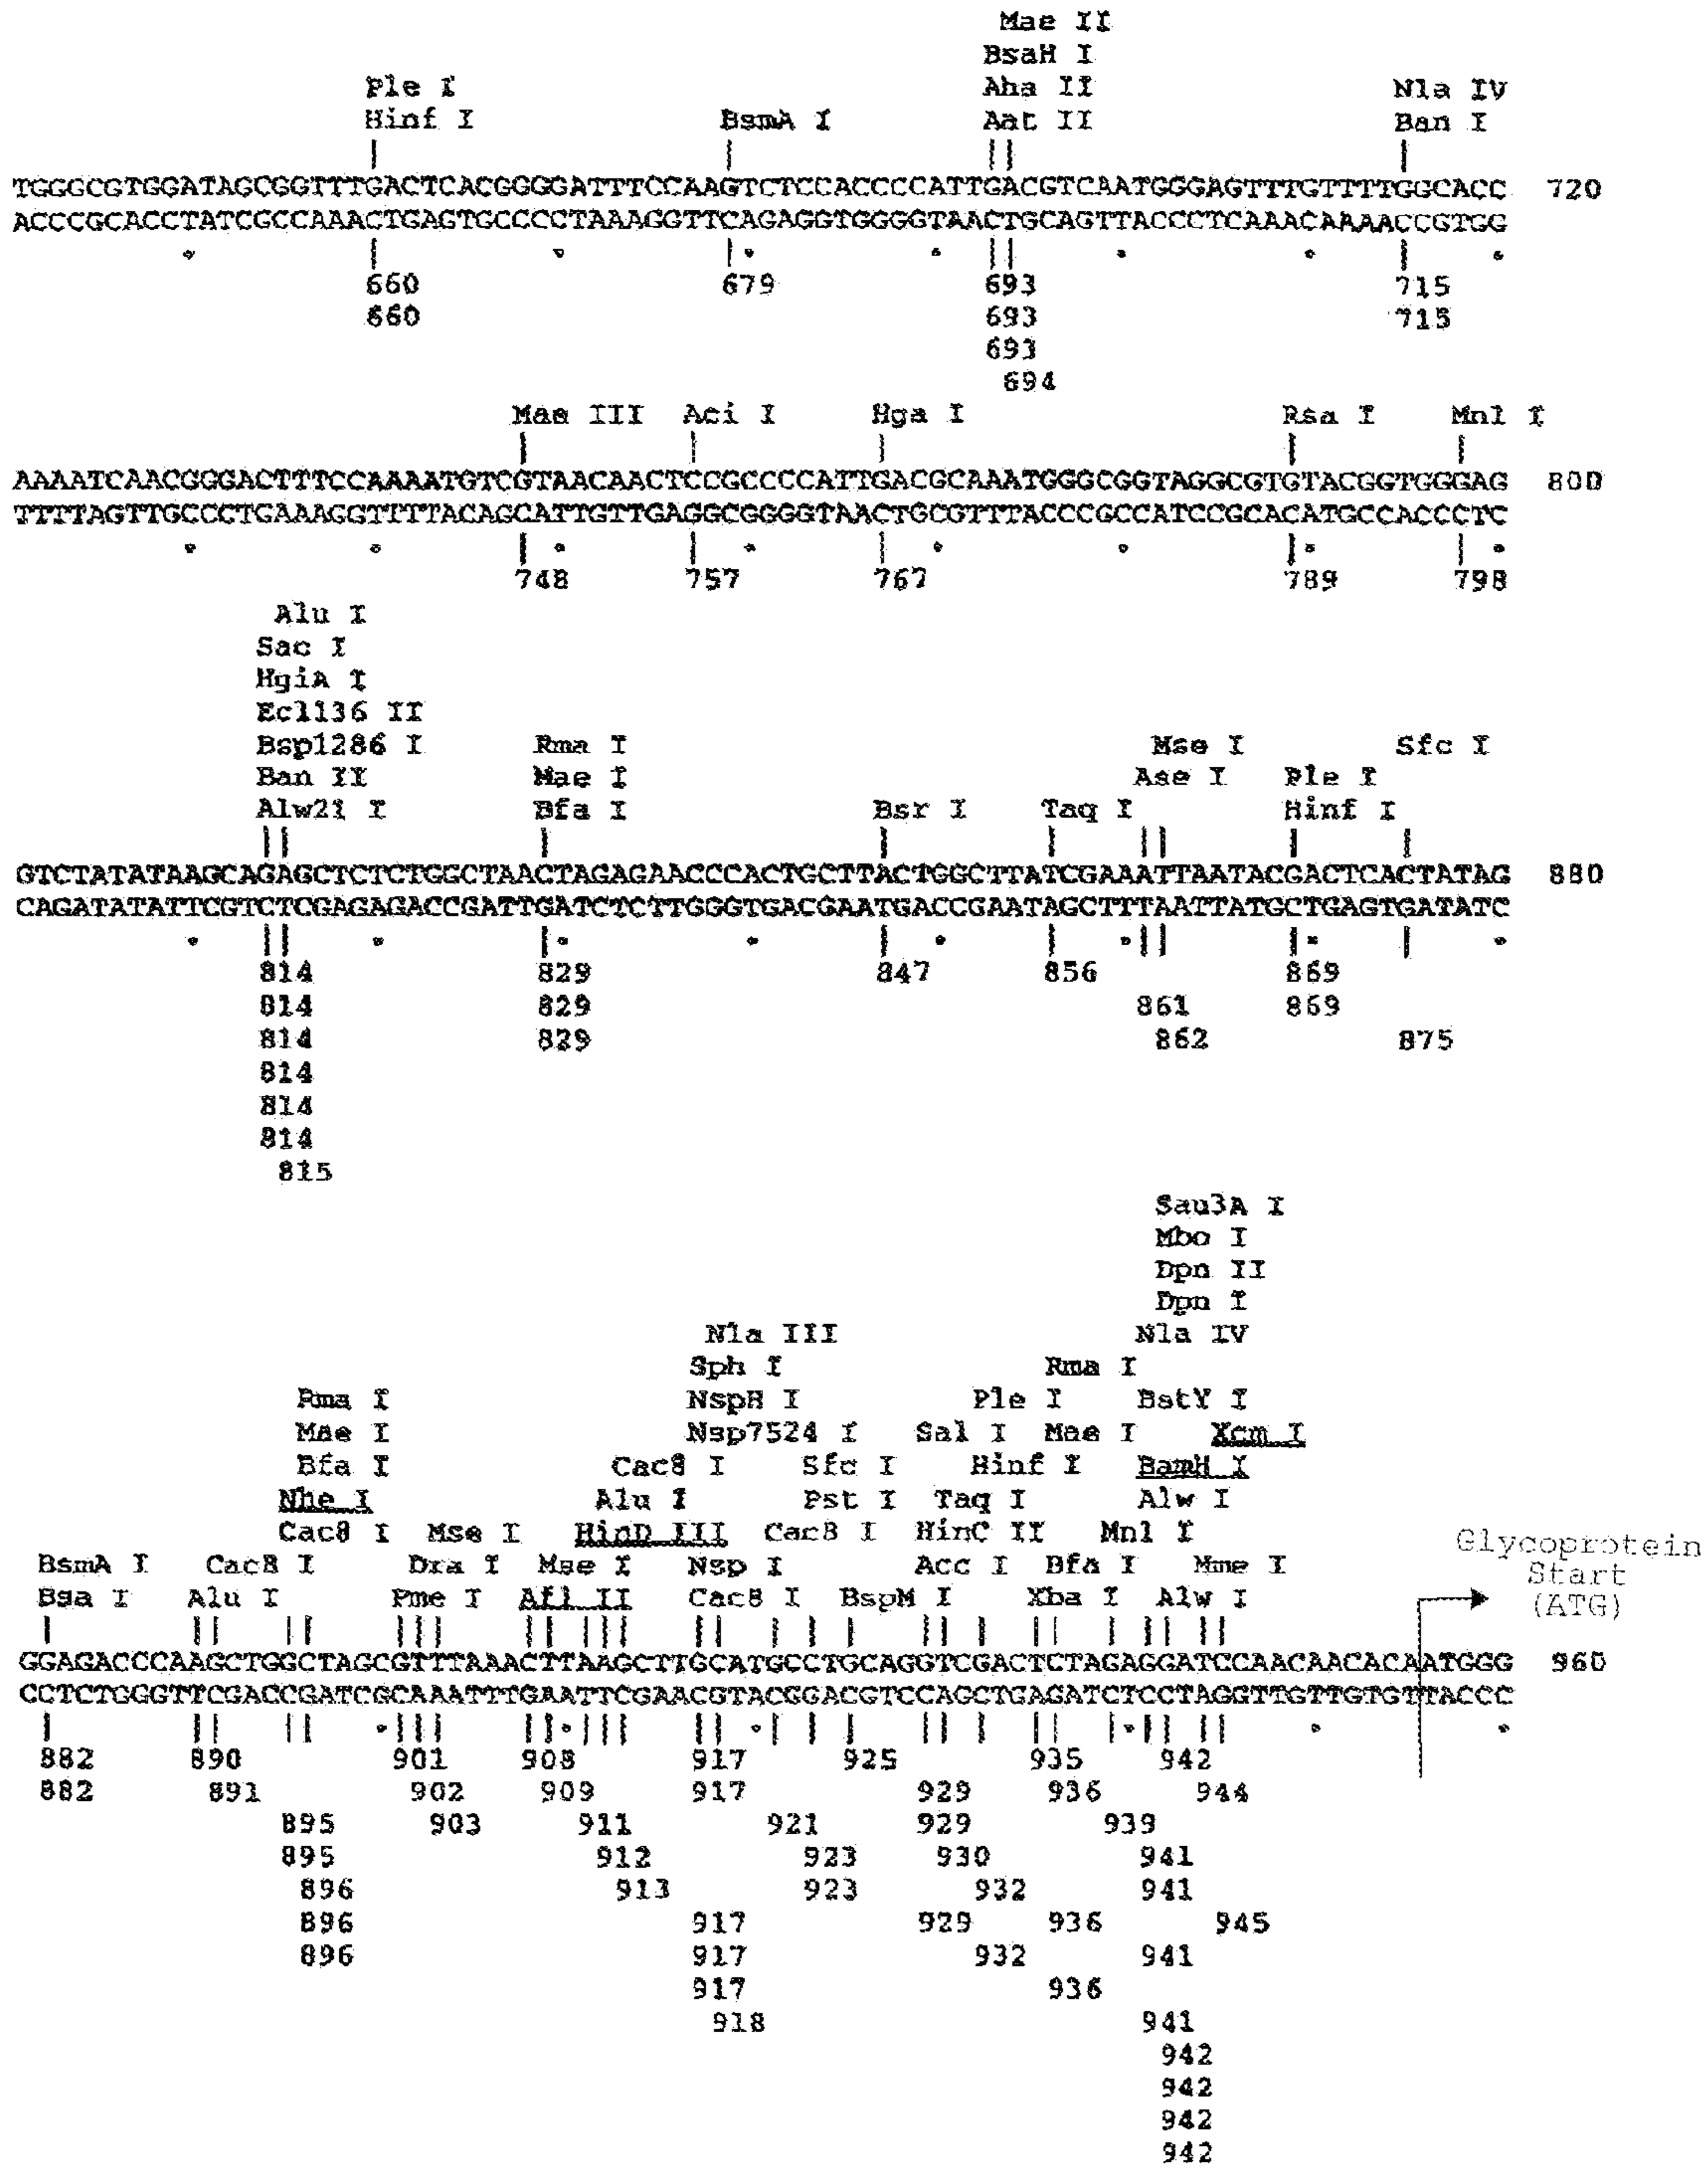 Mae II
BsaH I
Ple I Aha II Nla IV
Hinf I BsmA I Aat II Ban I
TGGGCGTGGATAGCGGTTTGACTCACGGGGATTTCCAAGTCTCCACCCCATTGACGTCAATGGGAGTTTGTTTTGGCACC 720
ACCCGCACCTATCGCCAAACTGAGTGCCCCTAAAGGTTCAGAGGTGGGGTAACTGCAGTTACCCTCAAACAAAACCGTGG
660 679 693 715
660 693 715
693
694
Mae III Aci I Hga I Rsa I Mnl I
AAAATCAACGGGACTTTCCAAAATGTCGTAACAACTCCGCCCCATTGACGCAAATGGGCGGTAGGCGTGTACGGTGGGAG 800
TTTTAGTTGCCCTGAAAGGTTTTACAGCATTGTTGAGGCGGGGTAACTGCGTTTACCCGCCATCCGCACATGCCACCCTC
748 757 767 789 798
Alu I
Sac I
HgiA I
Ecl136 II
Bsp1286 I Rma I Mse I Sfc I
Ban II Mae I Ase I Ple I
Alw21 I Bfa I Bsr I Taq I Hinf I
GTCTATATAAGCAGAGCTCTCTGGCTAACTAGAGAACCCACTGCTTACTGGCTTATCGAAATTAATACGACTCACTATAG 880
CAGATATATTCGTCTCGAGAGACCGATTGATCTCTTGGGTGACGAATGACCGAATAGCTTTAATTATGCTGAGTGATATC
814 829 847 856 869
814 829 861 869
814 829 862 875
814
814
814
815
Sau3A I
Mbo I
Dpn II
Dpn I
Nla III Nla IV
Sph I Rma I
Rma I NspH I Ple I BstY I
Mae I Nsp7524 I Sal I Mae I Xcm I
Bfa I Cac8 I Sfc I Hinf I BamH I
Nhe I Alu I Pst I Taq I Alw I
Cac8 I Mse I HinD III Cac8 I HinC II Mnl I
BsmA I Cac8 I Dra I Mse I Nsp I Acc I Bfa I Mme I
Bsa I Alu I Pme I Afl II Cac8 I BspM I Xba I Alw I
Glycoprotein
Start
(ATG)
GGAGACCCAAGCTGGCTAGCGTTTAAACTTAAGCTTGCATGCCTGCAGGTCGACTCTAGAGGATCCAACAACACAATGGG 960
CCTCTGGGTTCGACCGATCGCAAATTTGAATTCGAACGTACGGACGTCCAGCTGAGATCTCCTAGGTTGTTGTGTTACCC
882 890 901 908 917 925 935 942
882 891 902 909 917 929 936 944
895 903 911 921 929 939
895 912 923 930 941
896 913 923 932 941
896 917 929 936 945
896 917 932 941
917 936
918 941
942
942
942
942